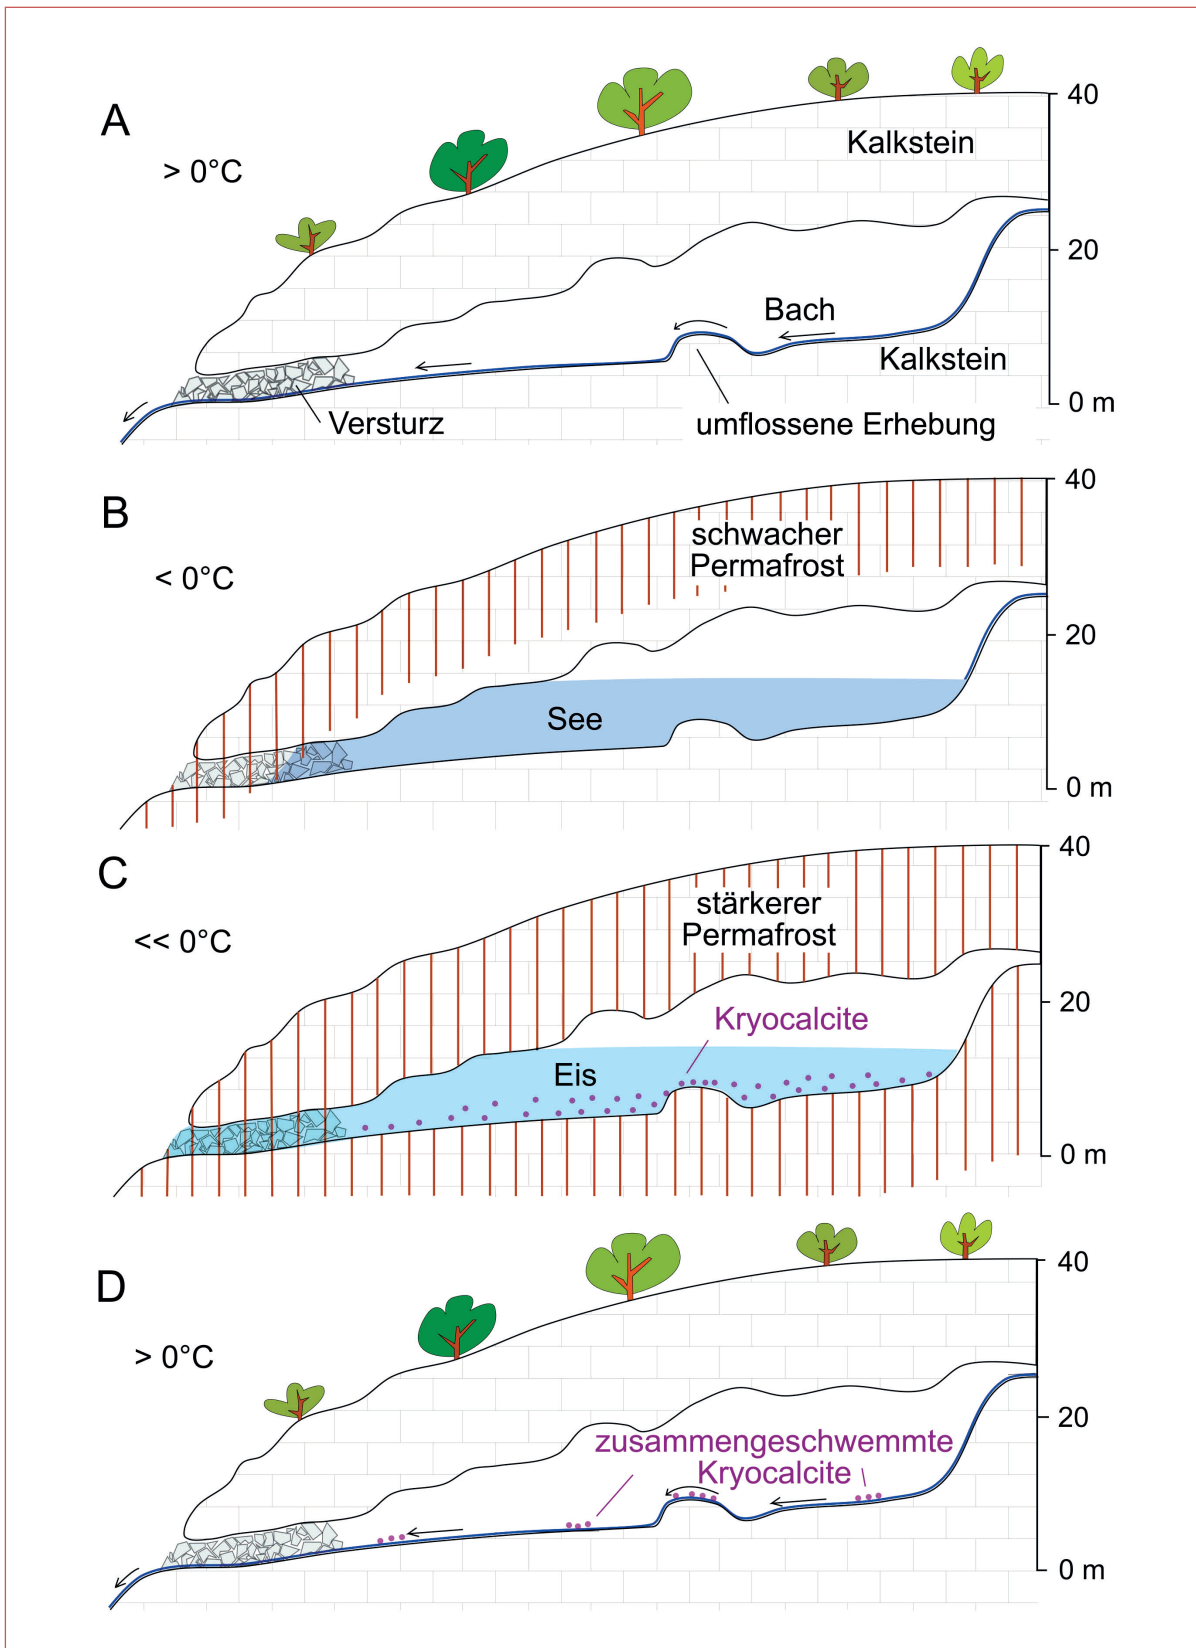 A
> 0°C
Kalkstein
40
20
Bach
Kalkstein
0 m
Versturz
umflossene Erhebung
B
< 0°C
schwacher
Permafrost
40
20
See
0 m
C
<< 0°C
stärkerer
Permafrost
40
20
Kryocalcite
Eis
0 m
D
> 0°C
40
20
zusammengeschwemmte
Kryocalcite
0 m